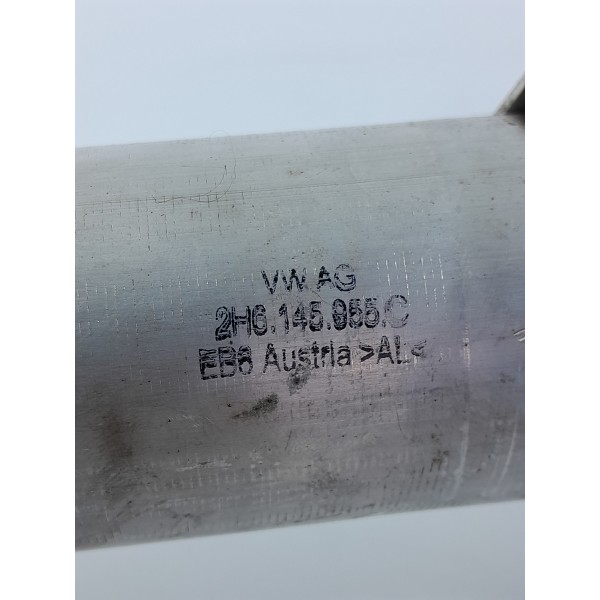 VW AG
2H6.145.955.C
EB6 Austria >AL<